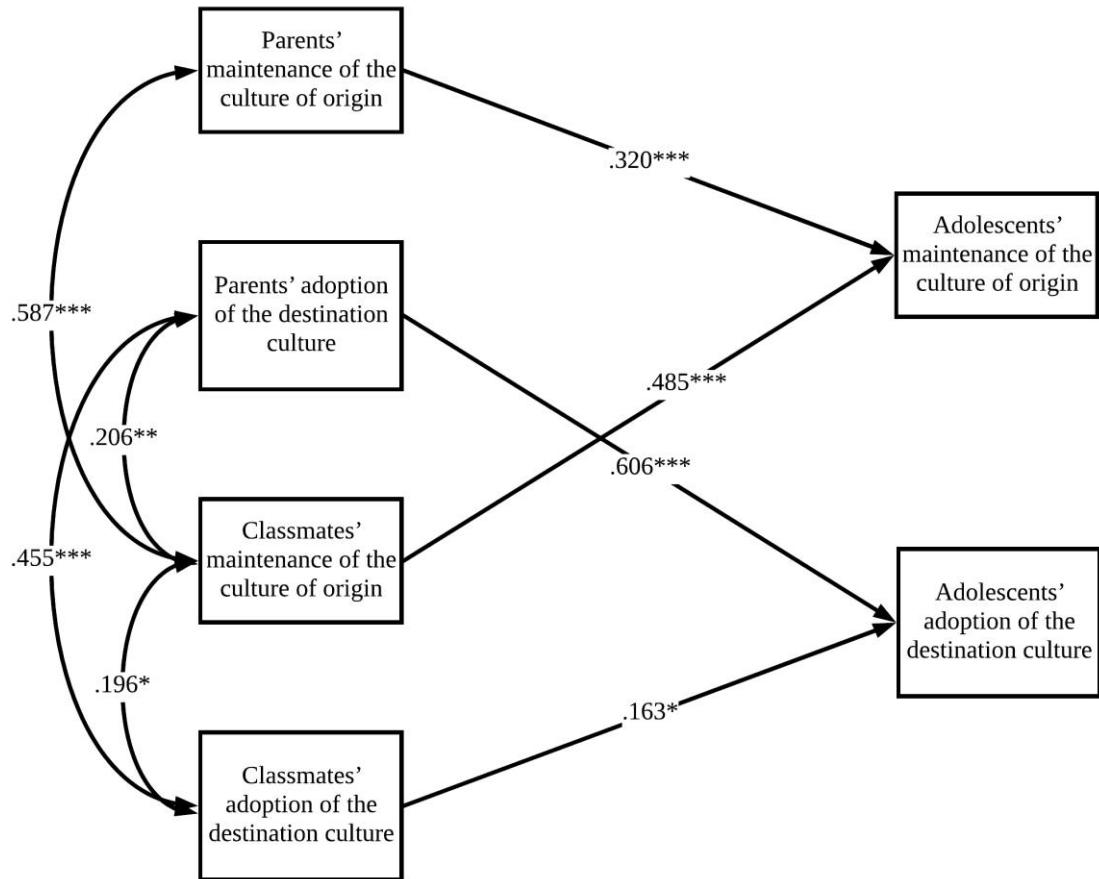 Parents’
maintenance of the
culture of origin
.320***
Adolescents’
maintenance of the
culture of origin
Parents’ adoption
of the destination
culture
.587***
.485***
.206**
.606***
Classmates’
maintenance of the
culture of origin
.455***
Adolescents’
adoption of the
destination culture
.196*
.163*
Classmates’
adoption of the
destination culture